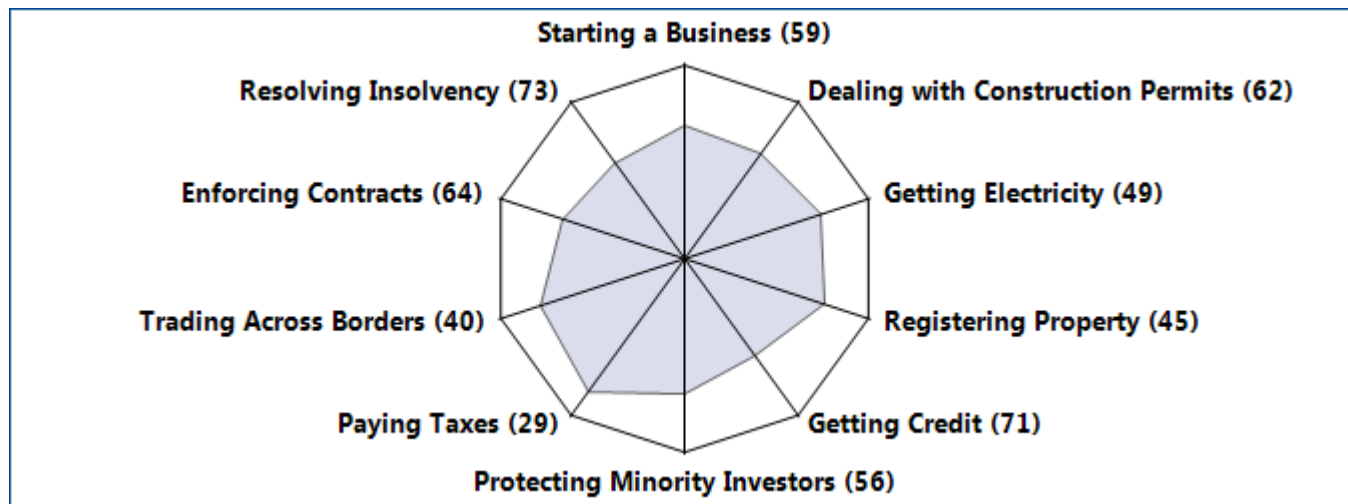 Starting a Business (59)
Resolving Insolvency (73)
Dealing with Construction Permits (62)
Enforcing Contracts (64)
Getting Electricity (49)
Trading Across Borders (40)
Registering Property (45)
Paying Taxes (29)
Getting Credit (71)
Protecting Minority Investors (56)